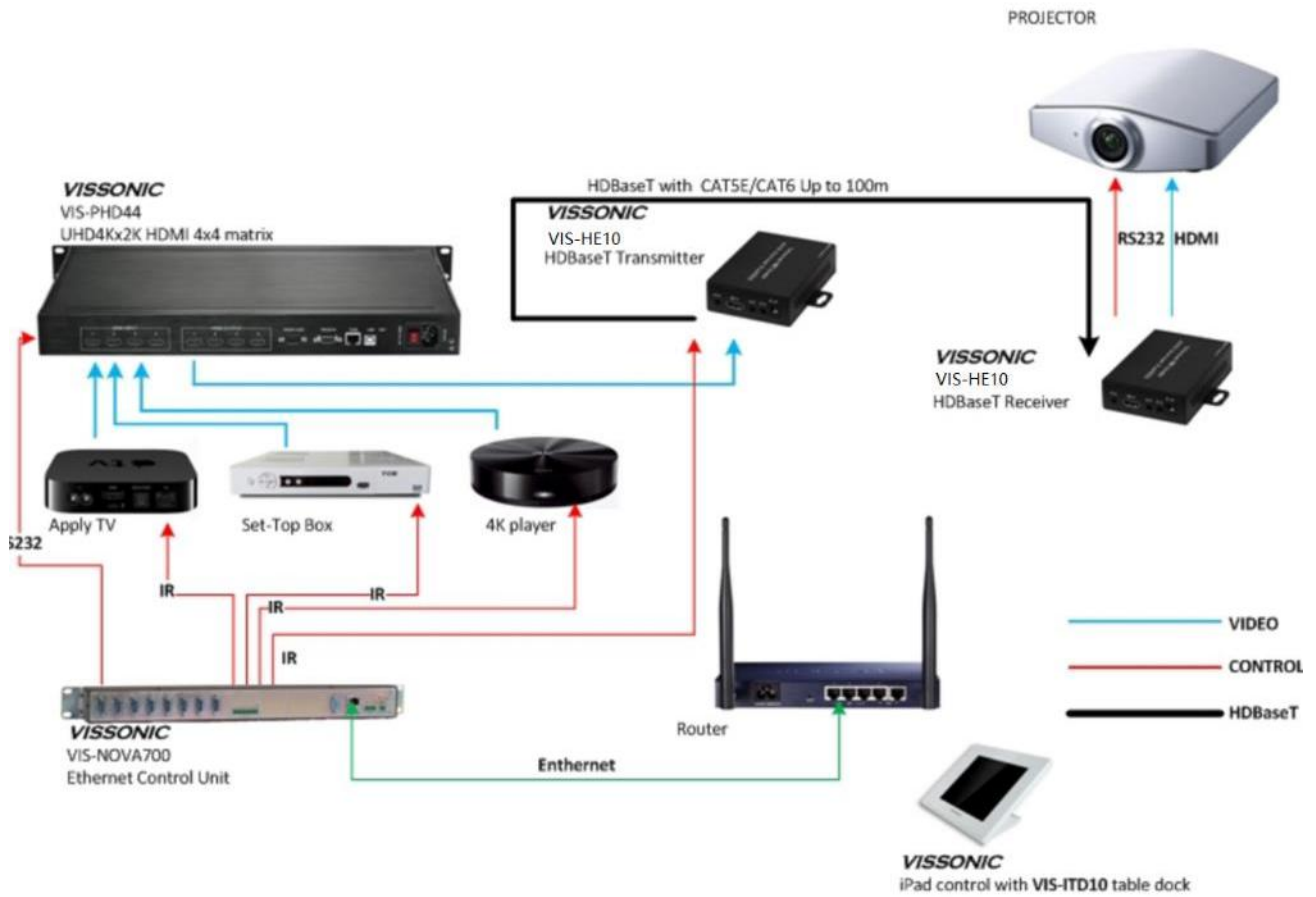 PROJECTOR
VISSONIC
VIS-PHD44
UHD4Kx2K HDMI 4x4 matrix
HDBaseT with CAT5E/CAT6 Up to 100m
VISSONIC
VIS-HE10
HDBaseT Transmitter
RS232 HDMI
VISSONIC
VIS-HE10
HDBaseT Receiver
Apply TV
Set-Top Box
4K player
S232
IR
IR
IR
IR
VIDEO
CONTROL
HDBaseT
VISSONIC
VIS-NOVA700
Ethernet Control Unit
Router
Enthernet
VISSONIC
iPad control with VIS-ITD10 table dock